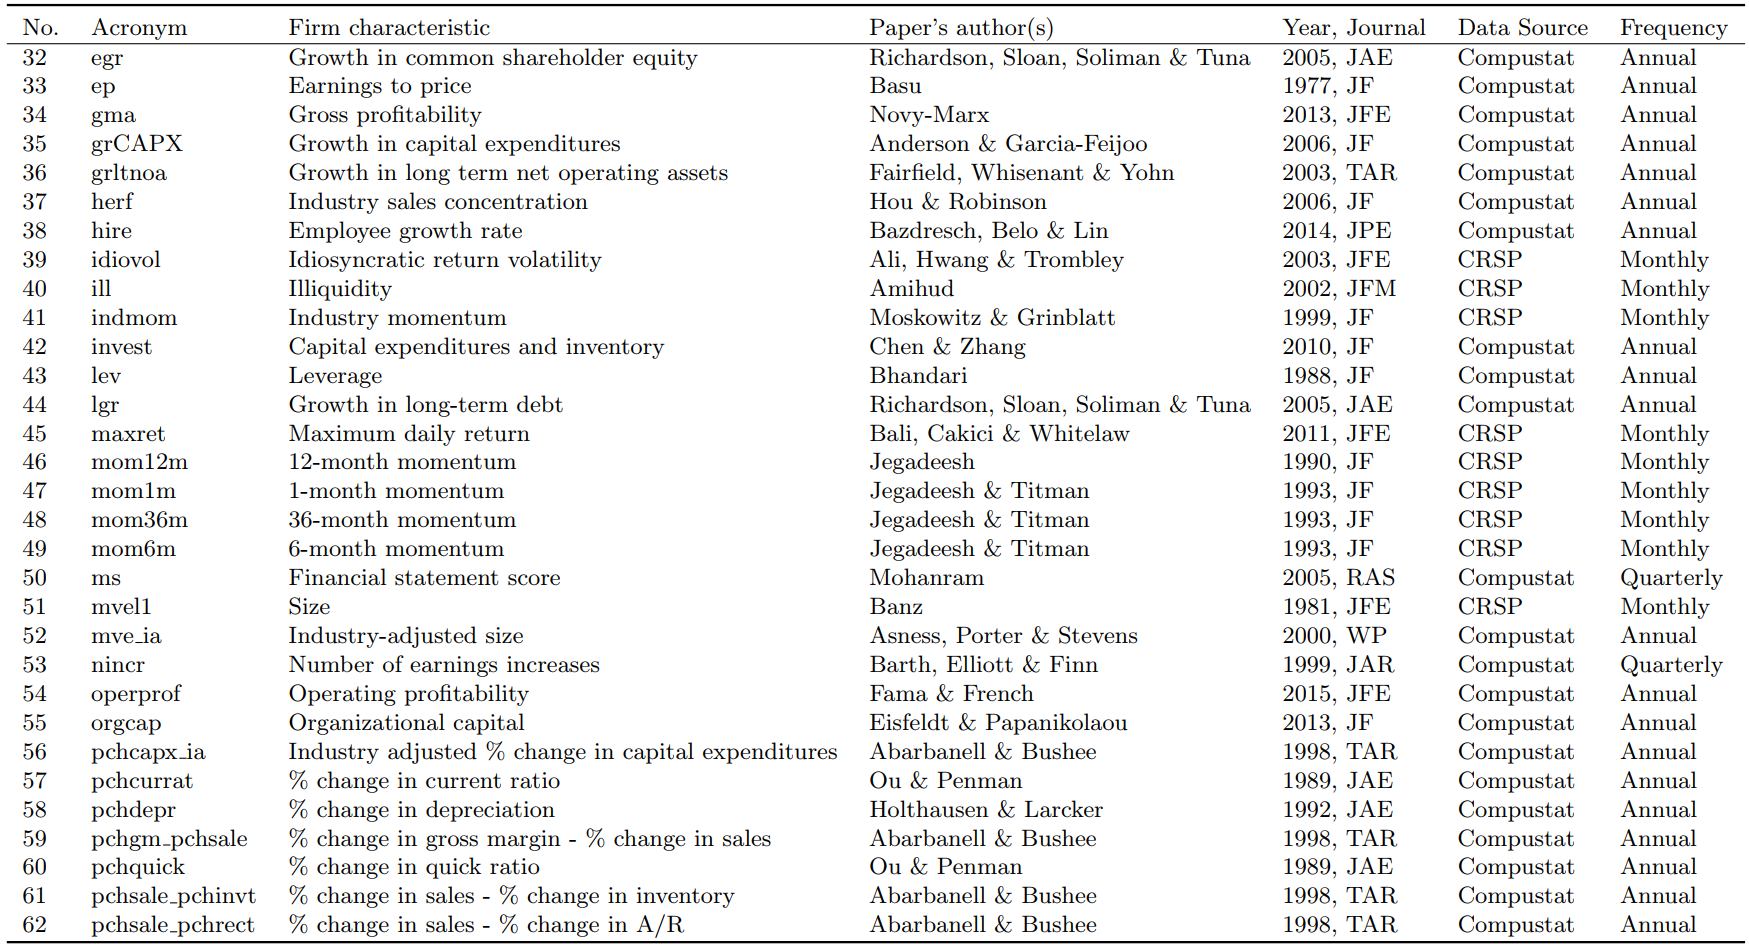 No. Acronym Firm characteristic Paper's author(s) Year, Journal Data Source Frequency
32 egr Growth in common shareholder equity Richardson, Sloan, Soliman & Tuna 2005, JAE Compustat Annual
33 ep Earnings to price Basu 1977, JF Compustat Annual
34 gma Gross profitability Novy-Marx 2013, JFE Compustat Annual
35 grCAPX Growth in capital expenditures Anderson & Garcia-Feijoo 2006, JF Compustat Annual
36 grltnoa Growth in long term net operating assets Fairfield, Whisenant & Yohn 2003, TAR Compustat Annual
37 herf Industry sales concentration Hou & Robinson 2006, JF Compustat Annual
38 hire Employee growth rate Bazdresch, Belo & Lin 2014, JPE Compustat Annual
39 idiovol Idiosyncratic return volatility Ali, Hwang & Trombley 2003, JFE CRSP Monthly
40 ill Illiquidity Amihud 2002, JFM CRSP Monthly
41 indmom Industry momentum Moskowitz & Grinblatt 1999, JF CRSP Monthly
42 invest Capital expenditures and inventory Chen & Zhang 2010, JF Compustat Annual
43 lev Leverage Bhandari 1988, JF Compustat Annual
44 lgr Growth in long-term debt Richardson, Sloan, Soliman & Tuna 2005, JAE Compustat Annual
45 maxret Maximum daily return Bali, Cakici & Whitelaw 2011, JFE CRSP Monthly
46 mom12m 12-month momentum Jegadeesh 1990, JF CRSP Monthly
47 mom1m 1-month momentum Jegadeesh & Titman 1993, JF CRSP Monthly
48 mom36m 36-month momentum Jegadeesh & Titman 1993, JF CRSP Monthly
49 mom6m 6-month momentum Jegadeesh & Titman 1993, JF CRSP Monthly
50 ms Financial statement score Mohanram 2005, RAS Compustat Quarterly
51 mvel1 Size Banz 1981, JFE CRSP Monthly
52 mve_ia Industry-adjusted size Asness, Porter & Stevens 2000, WP Compustat Annual
53 nincr Number of earnings increases Barth, Elliott & Finn 1999, JAR Compustat Quarterly
54 operprof Operating profitability Fama & French 2015, JFE Compustat Annual
55 orgcap Organizational capital Eisfeldt & Papanikolaou 2013, JF Compustat Annual
56 pchcapx_ia Industry adjusted % change in capital expenditures Abarbanell & Bushee 1998, TAR Compustat Annual
57 pchcurrat % change in current ratio Ou & Penman 1989, JAE Compustat Annual
58 pchdepr % change in depreciation Holthausen & Larcker 1992, JAE Compustat Annual
59 pchgm_pchsale % change in gross margin - % change in sales Abarbanell & Bushee 1998, TAR Compustat Annual
60 pchquick % change in quick ratio Ou & Penman 1989, JAE Compustat Annual
61 pchsale_pchinvt % change in sales - % change in inventory Abarbanell & Bushee 1998, TAR Compustat Annual
62 pchsale_pchrect % change in sales - % change in A/R Abarbanell & Bushee 1998, TAR Compustat Annual